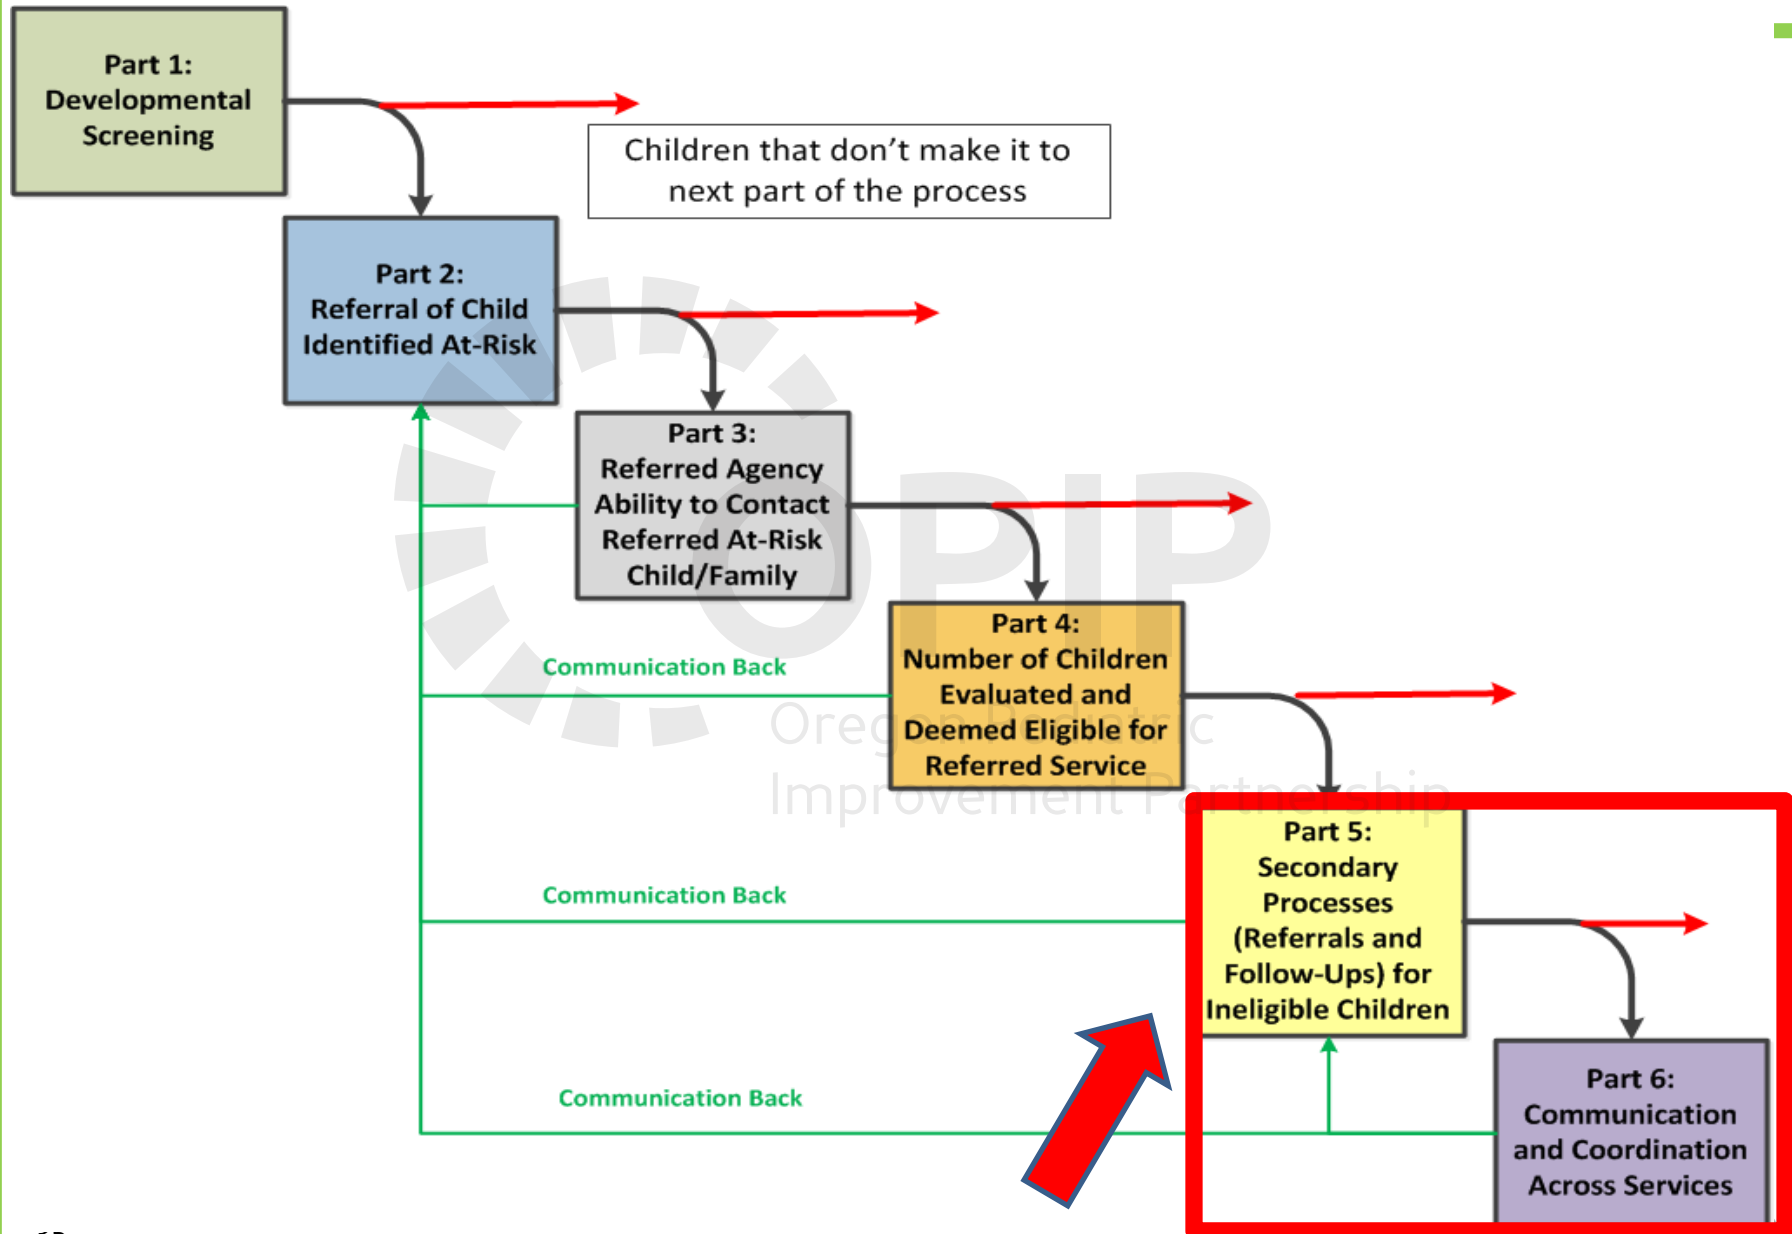 Part 1:
Developmental
Screening
Children that don't make it to
next part of the process
Part 2:
Referral of Child
Identified At-Risk
Part 3:
Referred Agency
Ability to Contact
Referred At-Risk
Child/Family
OPIP
Oregon Pediatric
Improvement Partnership
Part 4:
Number of Children
Evaluated and
Deemed Eligible for
Referred Service
Communication Back
Part 5:
Secondary
Processes
(Referrals and
Follow-Ups) for
Ineligible Children
Communication Back
Part 6:
Communication
and Coordination
Across Services
Communication Back